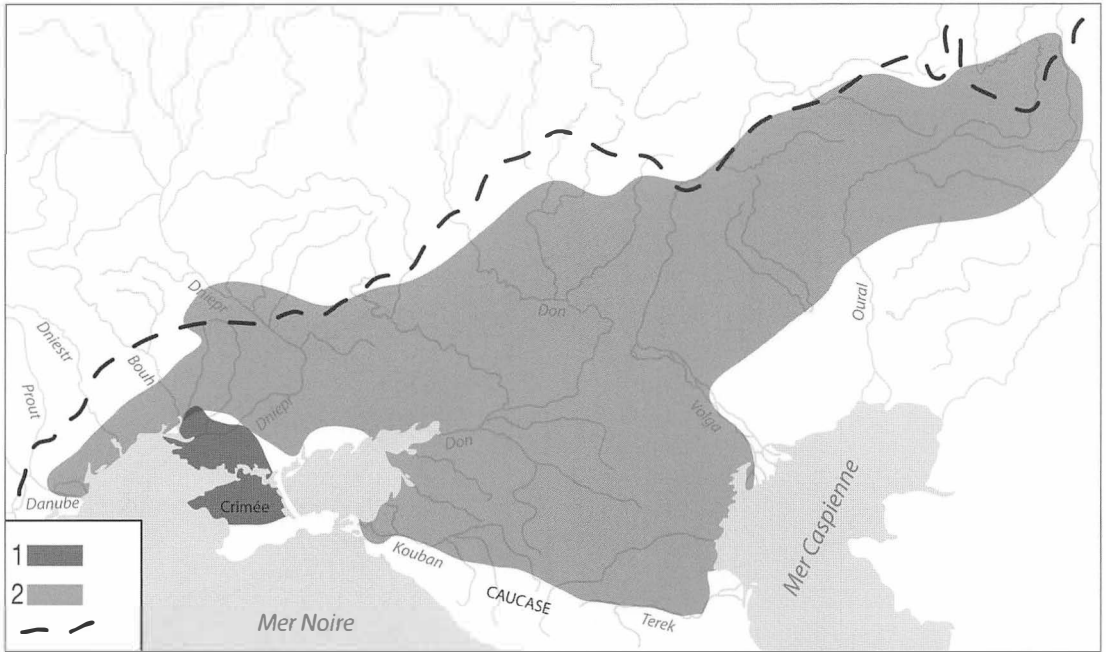 Dniepr
Dniestr
Bouh
Prout
Dniepr
Danube
Don
Don
Volga
Oural
Crimée
Kouban
CAUCASE
Terek
Mer Noire
Mer Caspienne
1
2